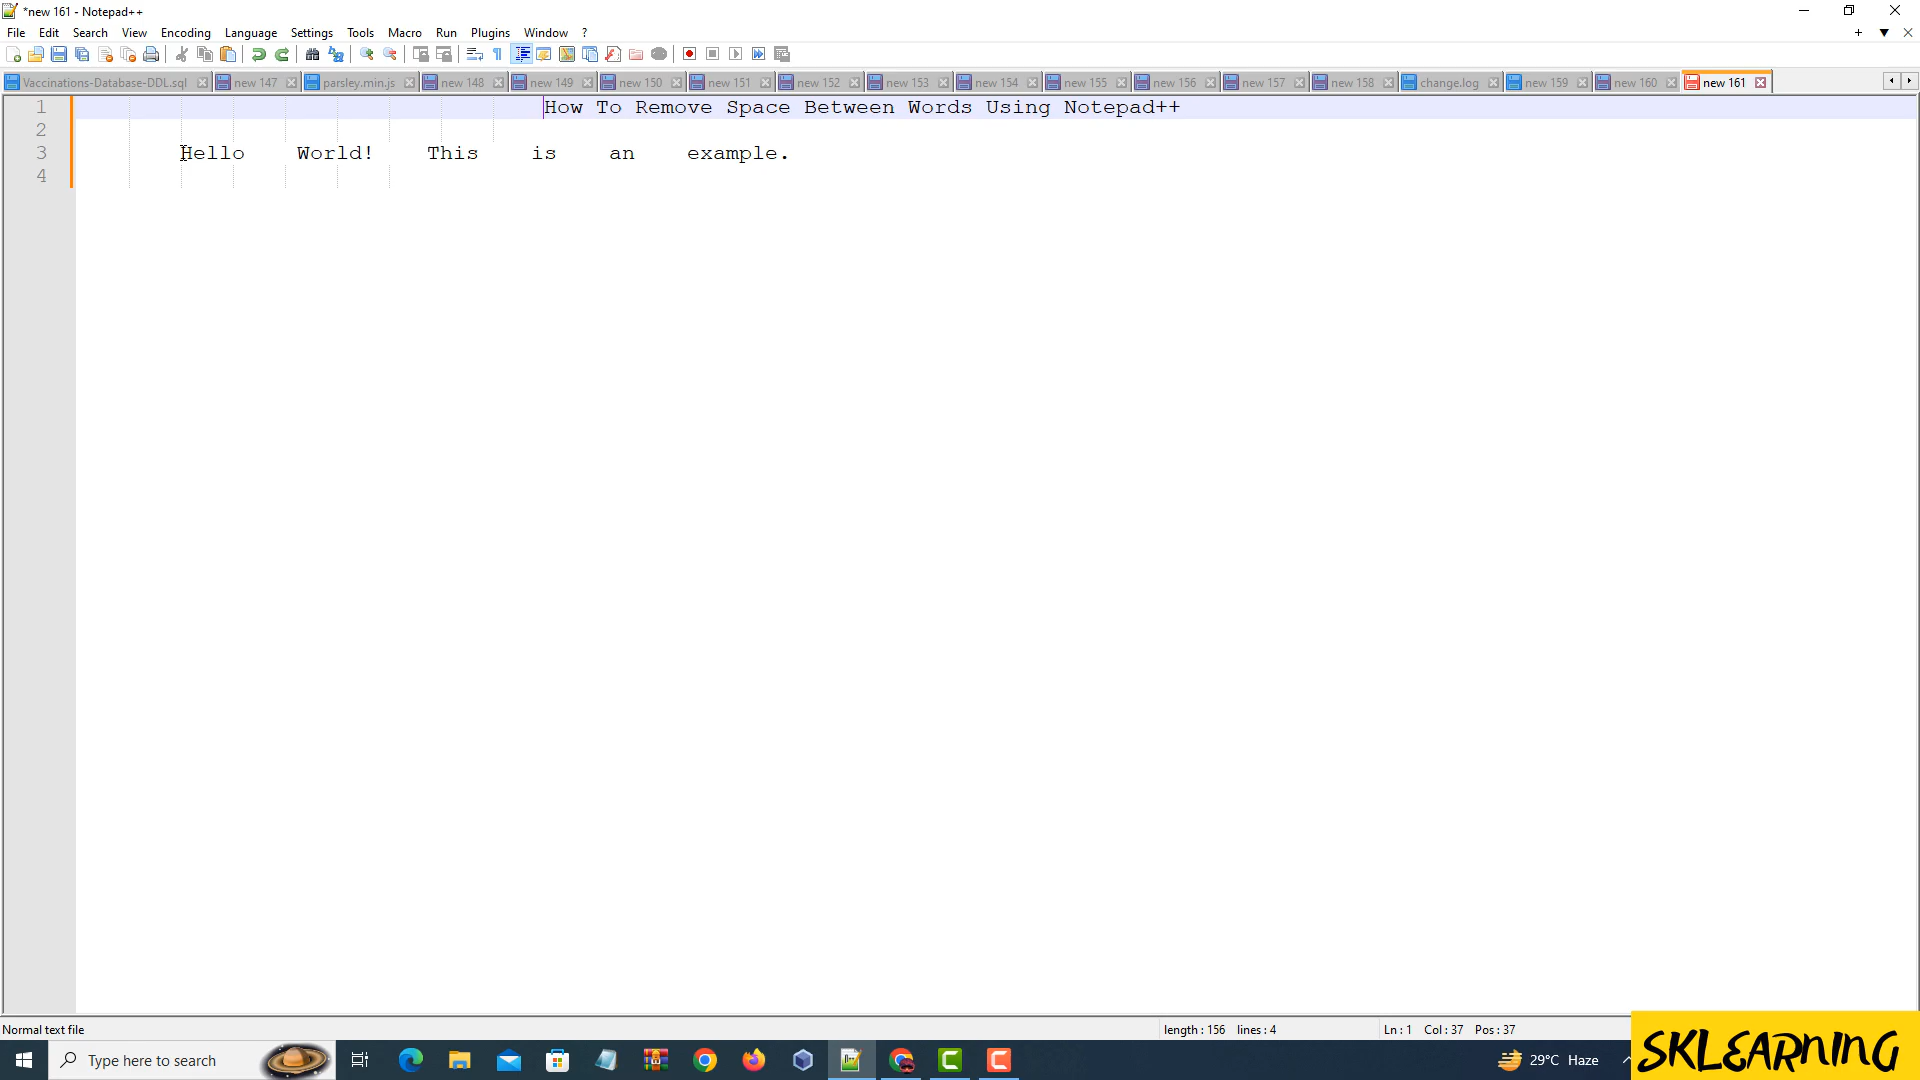 *new 161 - Notepad++
File Edit Search View Encoding Language Settings Tools Macro Run Plugins Window ?
Vaccinations-Database-DDL.sql new 147 parsley.min.js new 148 new 149 new 150 new 151 new 152 new 153 new 154 new 155 new 156 new 157 new 158 change.log new 159 new 160 new 161
1 How To Remove Space Between Words Using Notepad++
2
3 Hello World! This is an example.
4
Normal text file length : 156 lines : 4 Ln : 1 Col : 37 Pos : 37
Type here to search 29°C Haze
SKLEARNING